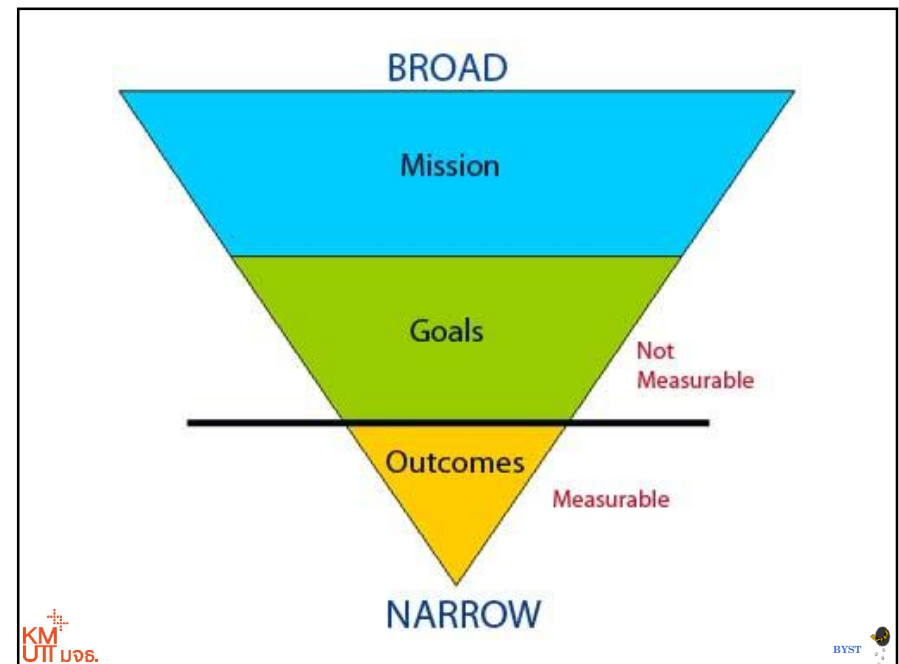 BROAD
Mission
Goals
Not
Measurable
Outcomes
Measurable
NARROW
KM
UTT มจธ.
BYST